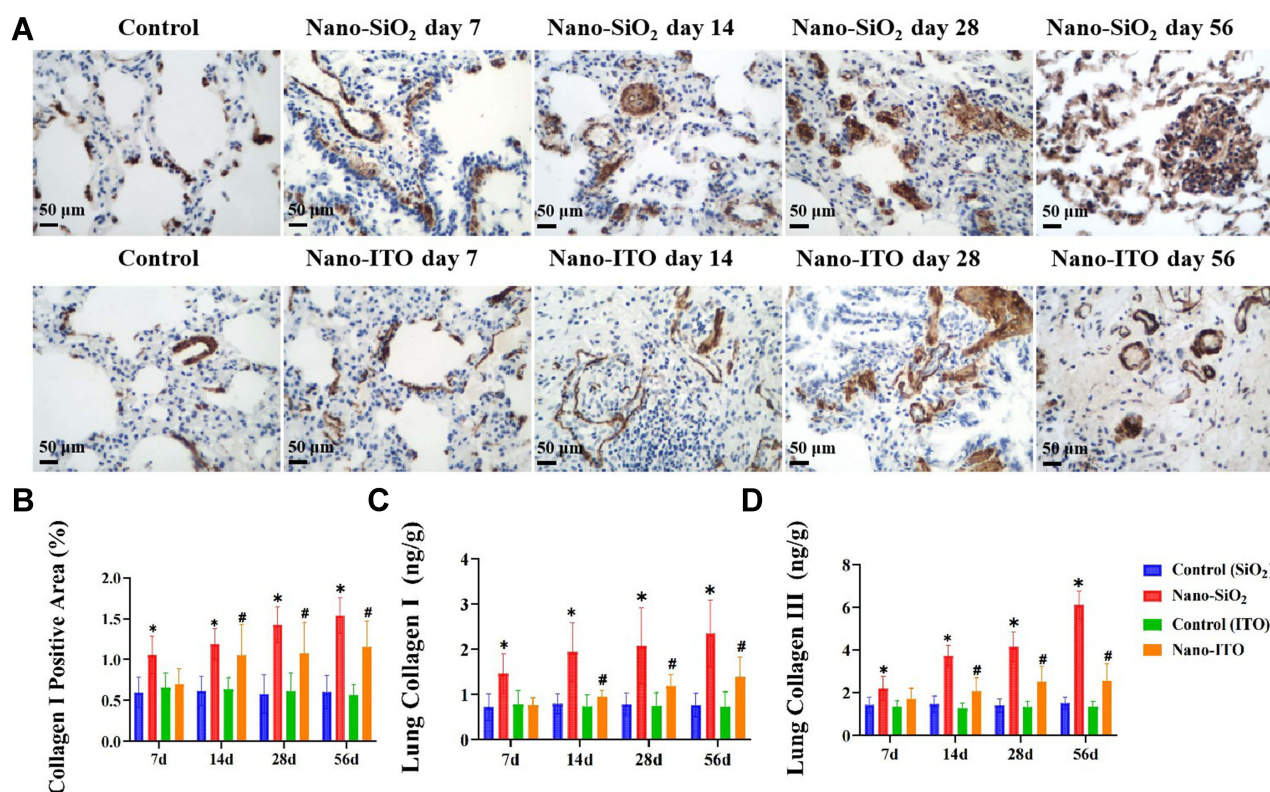 A
Control Nano-SiO₂ day 7 Nano-SiO₂ day 14 Nano-SiO₂ day 28 Nano-SiO₂ day 56
50 μm 50 μm 50 μm 50 μm 50 μm
Control Nano-ITO day 7 Nano-ITO day 14 Nano-ITO day 28 Nano-ITO day 56
50 μm 50 μm 50 μm 50 μm 50 μm
B
Collagen I Positive Area (%)
2.0
1.5
1.0
0.5
0.0
* * # * # * #
7d 14d 28d 56d
C
Lung Collagen I (ng/g)
4
3
2
1
0
* * # * # * #
7d 14d 28d 56d
D
Lung Collagen III (ng/g)
8
6
4
2
0
* * # * # * #
7d 14d 28d 56d
Control (SiO₂)
Nano-SiO₂
Control (ITO)
Nano-ITO